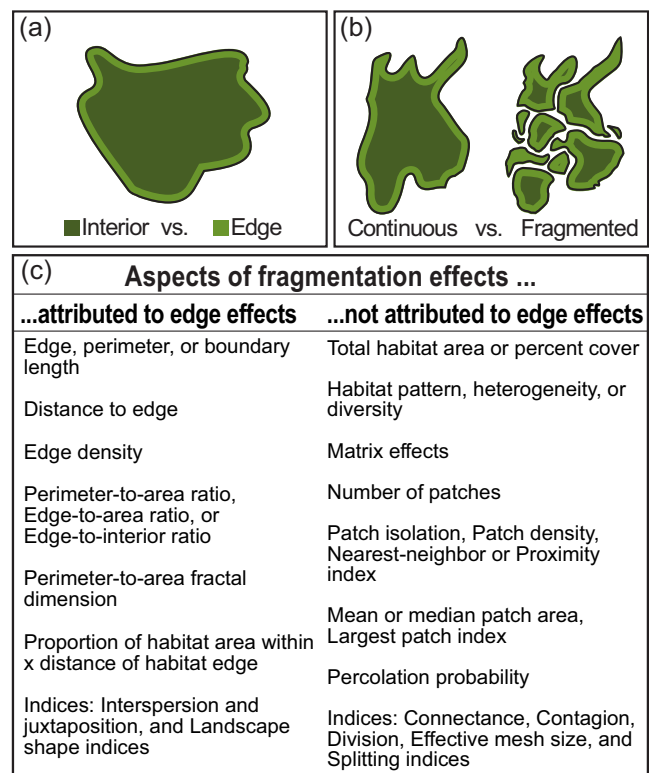 (a)
Interior vs. Edge
(b)
Continuous vs. Fragmented
(c)
Aspects of fragmentation effects ...
...attributed to edge effects
Edge, perimeter, or boundary
length
Distance to edge
Edge density
Perimeter-to-area ratio,
Edge-to-area ratio, or
Edge-to-interior ratio
Perimeter-to-area fractal
dimension
Proportion of habitat area within
x distance of habitat edge
Indices: Interspersion and
juxtaposition, and Landscape
shape indices
...not attributed to edge effects
Total habitat area or percent cover
Habitat pattern, heterogeneity, or
diversity
Matrix effects
Number of patches
Patch isolation, Patch density,
Nearest-neighbor or Proximity
index
Mean or median patch area,
Largest patch index
Percolation probability
Indices: Connectance, Contagion,
Division, Effective mesh size, and
Splitting indices